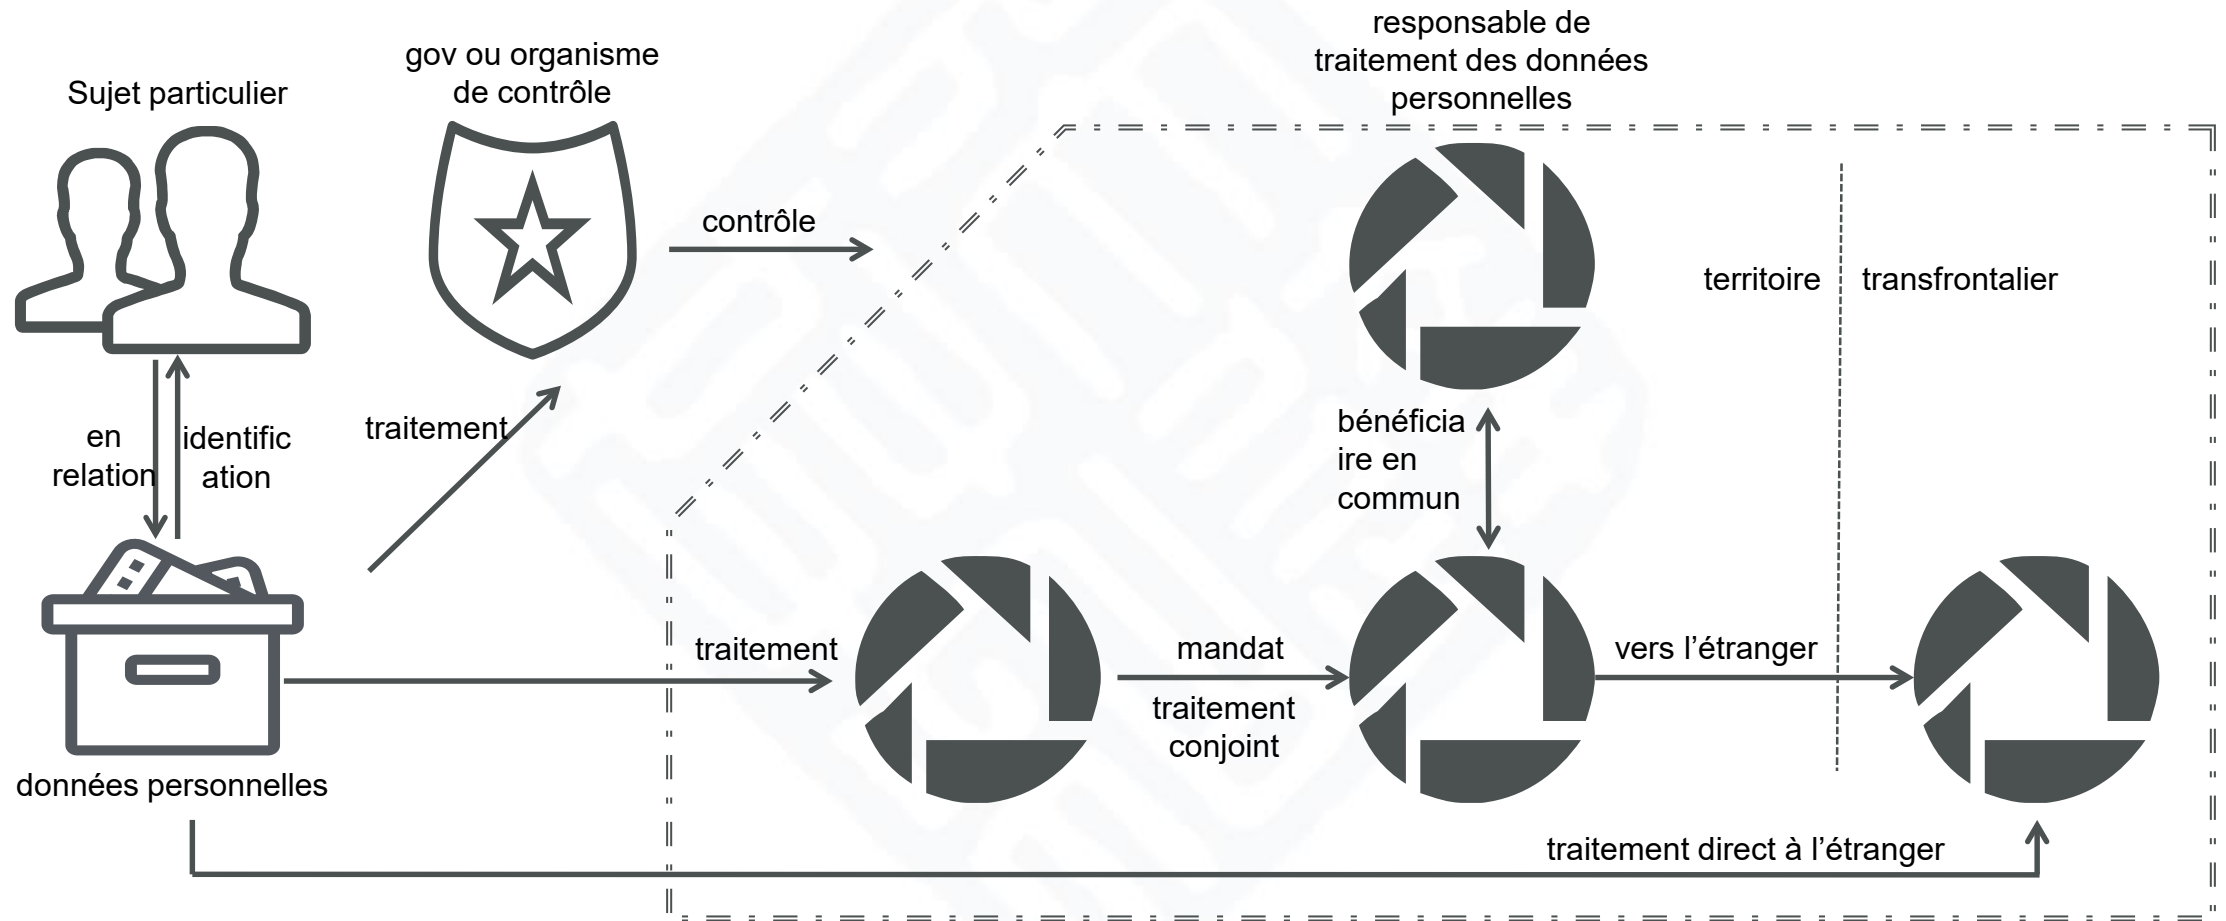 responsable de
traitement des données
personnelles
gov ou organisme
de contrôle
Sujet particulier
contrôle
territoire
transfrontalier
bénéficia
ire en
commun
traitement
en
relation
identific
ation
traitement
mandat
vers l’étranger
traitement
conjoint
données personnelles
traitement direct à l’étranger